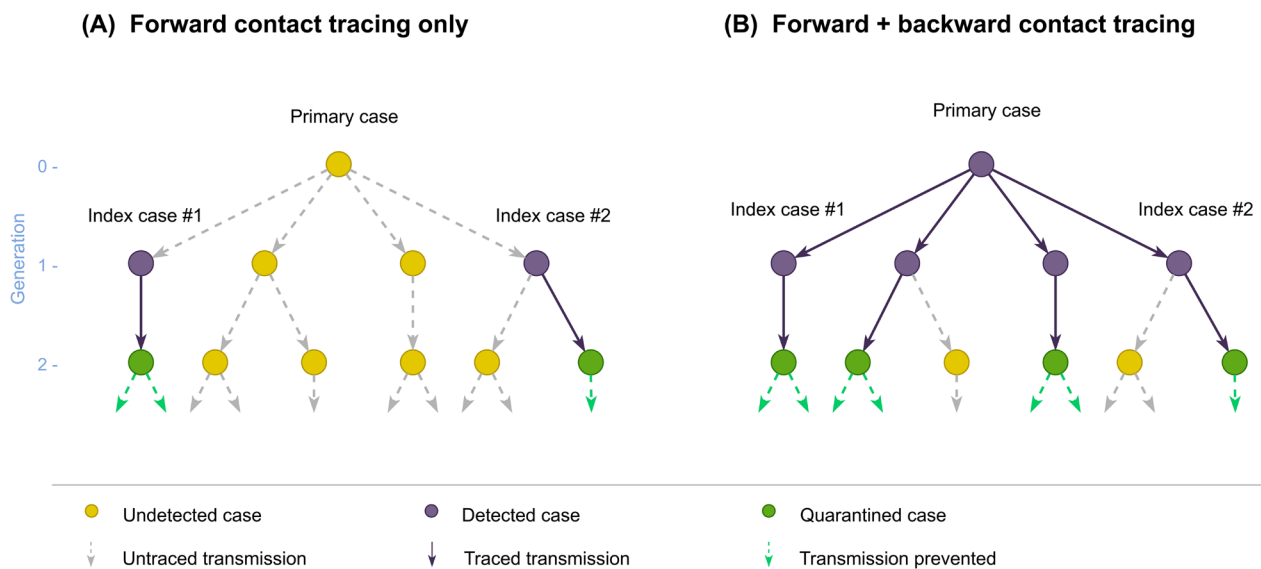 (A) Forward contact tracing only
(B) Forward + backward contact tracing
Primary case
Primary case
0 -
Index case #1
Index case #2
Index case #1
Index case #2
Generation
1 -
2 -
Undetected case
Detected case
Quarantined case
Untraced transmission
Traced transmission
Transmission prevented